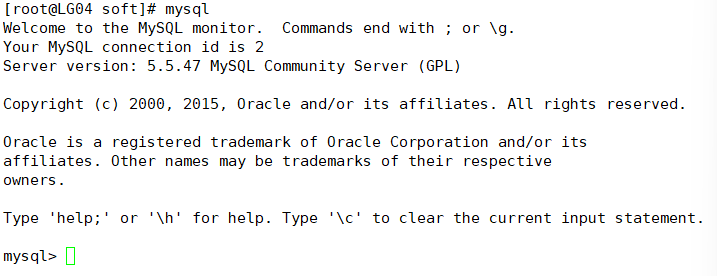 [root@LG04 soft]# mysql
Welcome to the MySQL monitor.  Commands end with ; or \g.
Your MySQL connection id is 2
Server version: 5.5.47 MySQL Community Server (GPL)
Copyright (c) 2000, 2015, Oracle and/or its affiliates. All rights reserved.
Oracle is a registered trademark of Oracle Corporation and/or its
affiliates. Other names may be trademarks of their respective
owners.
Type 'help;' or '\h' for help. Type '\c' to clear the current input statement.
mysql>